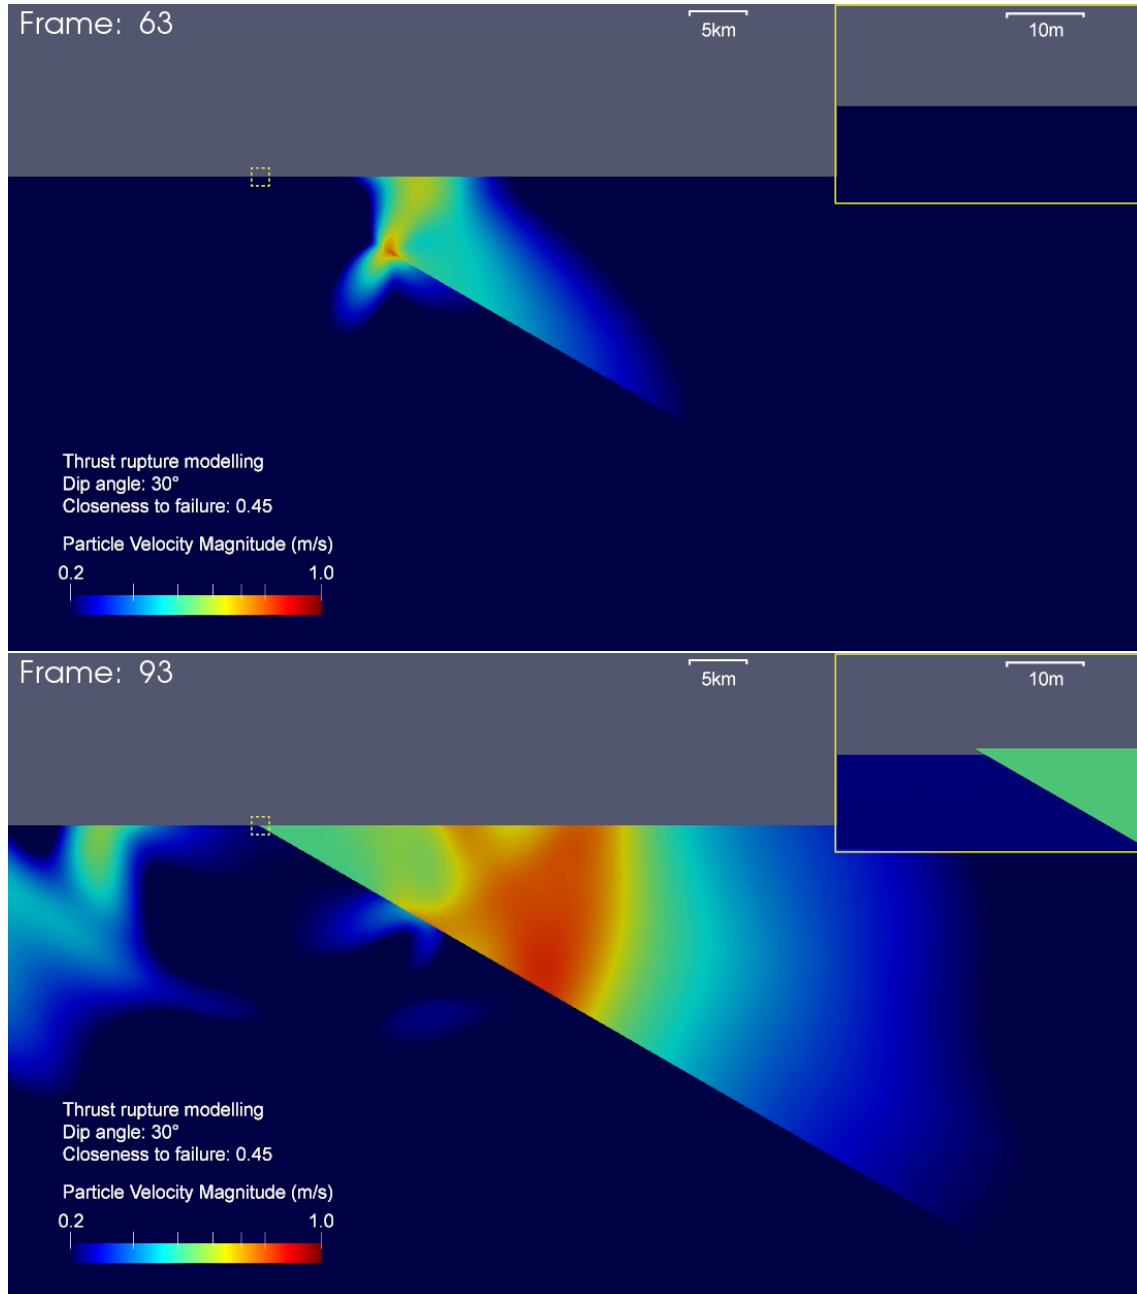 Frame: 63
5km
10m
Thrust rupture modelling
Dip angle: 30°
Closeness to failure: 0.45
Particle Velocity Magnitude (m/s)
0.2 1.0
Frame: 93
5km
10m
Thrust rupture modelling
Dip angle: 30°
Closeness to failure: 0.45
Particle Velocity Magnitude (m/s)
0.2 1.0